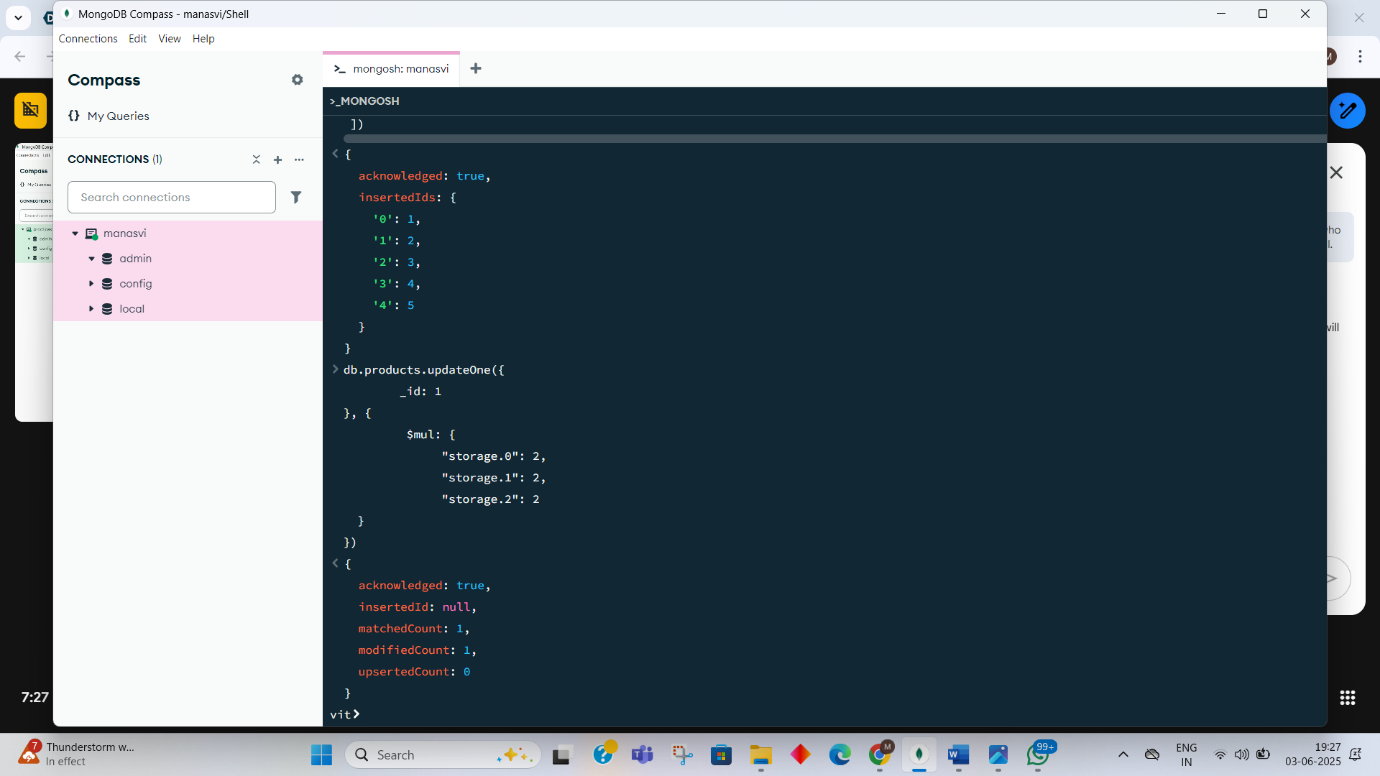 MongoDB Compass - manasvi/Shell
Connections Edit View Help
Compass
My Queries
CONNECTIONS (1)
Search connections
manasvi
admin
config
local
>_ mongosh: manasvi
>_MONGOSH
])
{
acknowledged: true,
insertedIds: {
'0': 1,
'1': 2,
'2': 3,
'3': 4,
'4': 5
}
}
db.products.updateOne({
_id: 1
}, {
$mul: {
"storage.0": 2,
"storage.1": 2,
"storage.2": 2
}
})
{
acknowledged: true,
insertedId: null,
matchedCount: 1,
modifiedCount: 1,
upsertedCount: 0
}
vit>
7:27
7
Thunderstorm w...
In effect
Search
M
99+
ENG
IN
19:27
03-06-2025